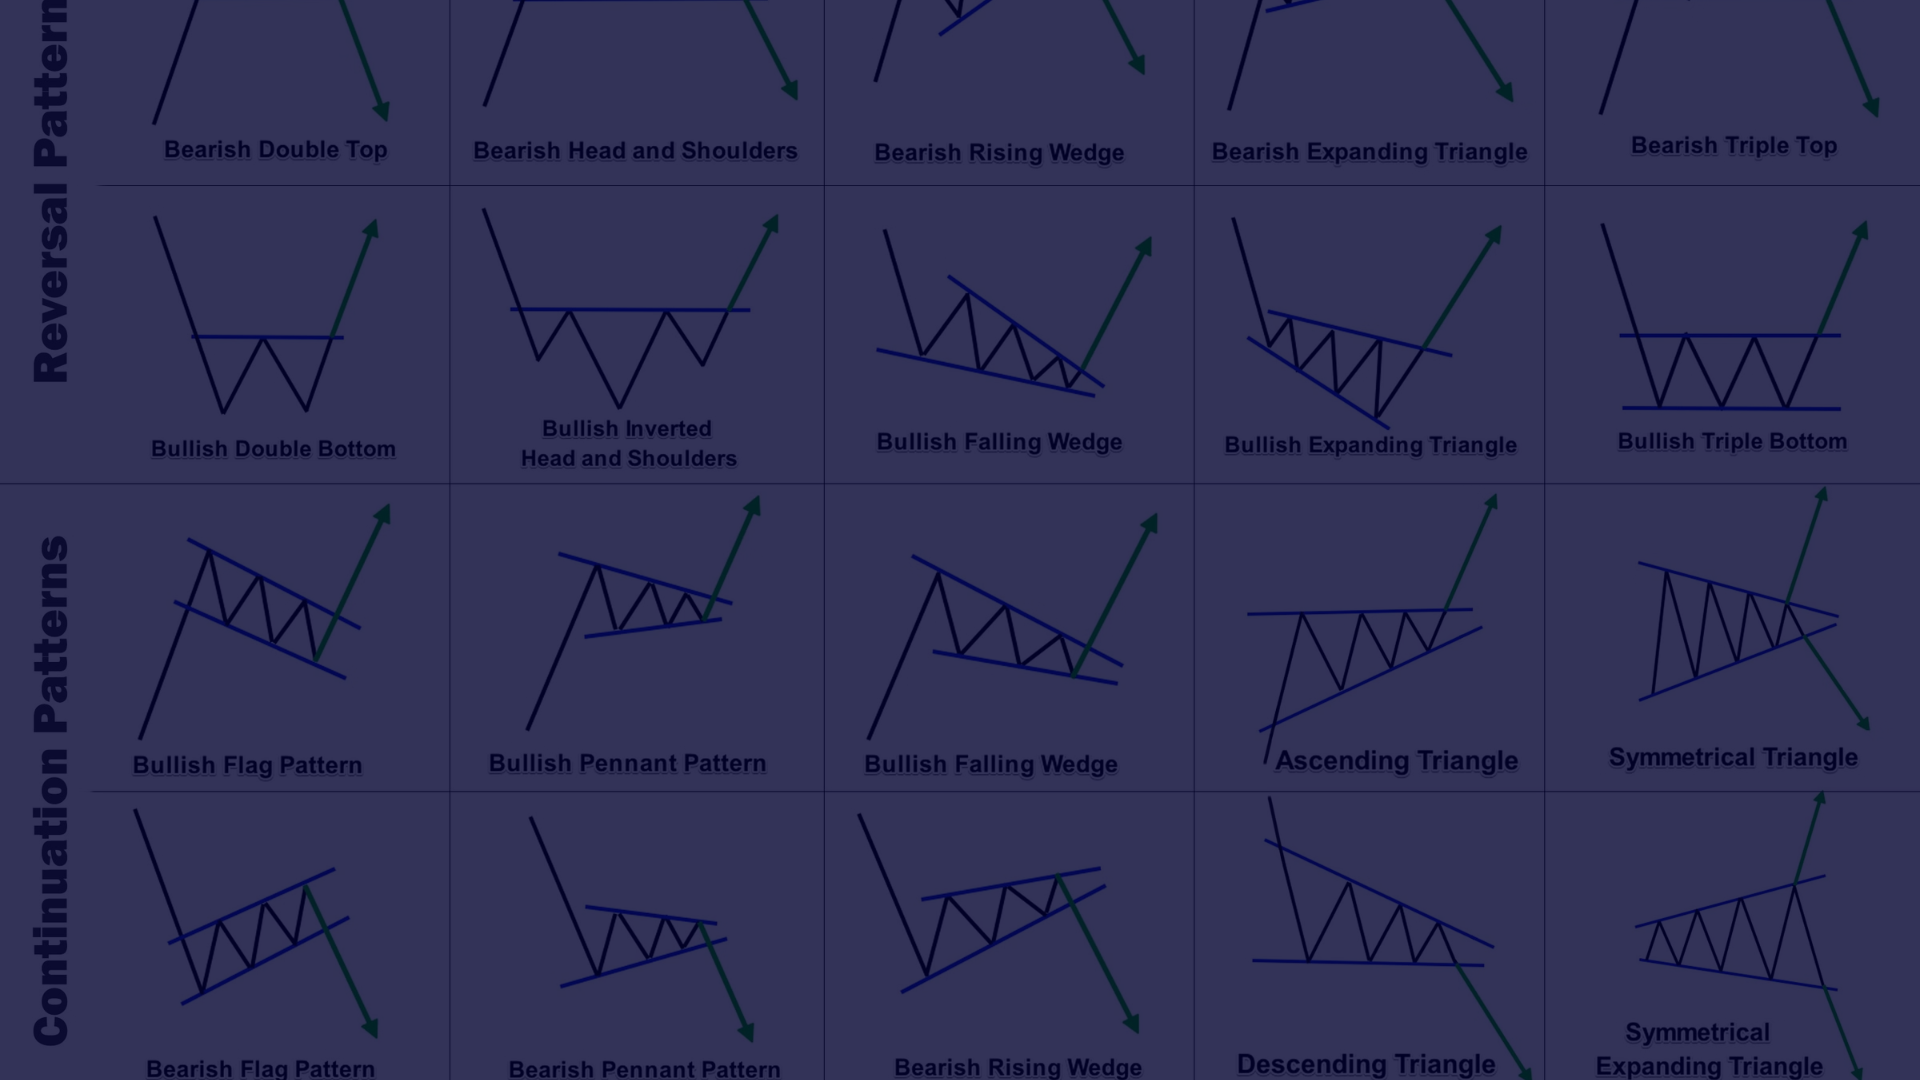 Reversal Pattern
Bearish Double Top
Bearish Head and Shoulders
Bearish Rising Wedge
Bearish Expanding Triangle
Bearish Triple Top
Bullish Double Bottom
Bullish Inverted
Head and Shoulders
Bullish Falling Wedge
Bullish Expanding Triangle
Bullish Triple Bottom
Continuation Patterns
Bullish Flag Pattern
Bullish Pennant Pattern
Bullish Falling Wedge
Ascending Triangle
Symmetrical Triangle
Bearish Flag Pattern
Bearish Pennant Pattern
Bearish Rising Wedge
Descending Triangle
Symmetrical
Expanding Triangle